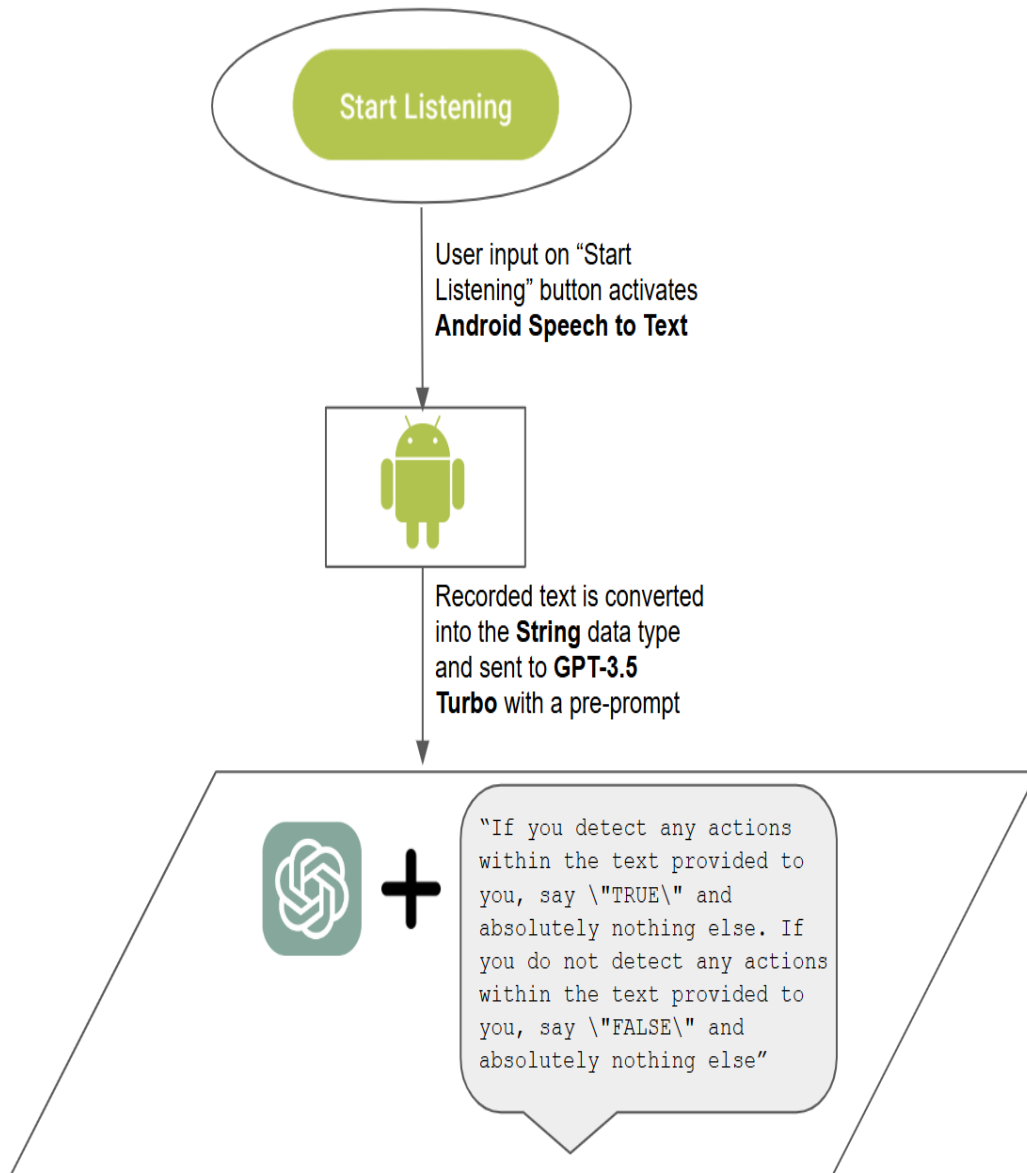 Start Listening
User input on “Start
Listening” button activates
Android Speech to Text
Recorded text is converted
into the String data type
and sent to GPT-3.5
Turbo with a pre-prompt
“If you detect any actions
within the text provided to
you, say \"TRUE\" and
absolutely nothing else. If
you do not detect any actions
within the text provided to
you, say \"FALSE\" and
absolutely nothing else”